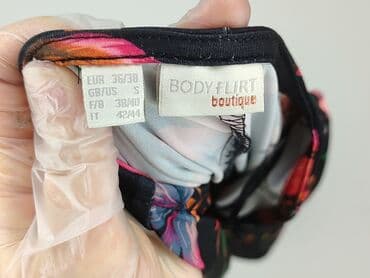 EUR 36/38
GB/US S
F/B 38/40
IT 42/44
BODYFLIRT
boutique